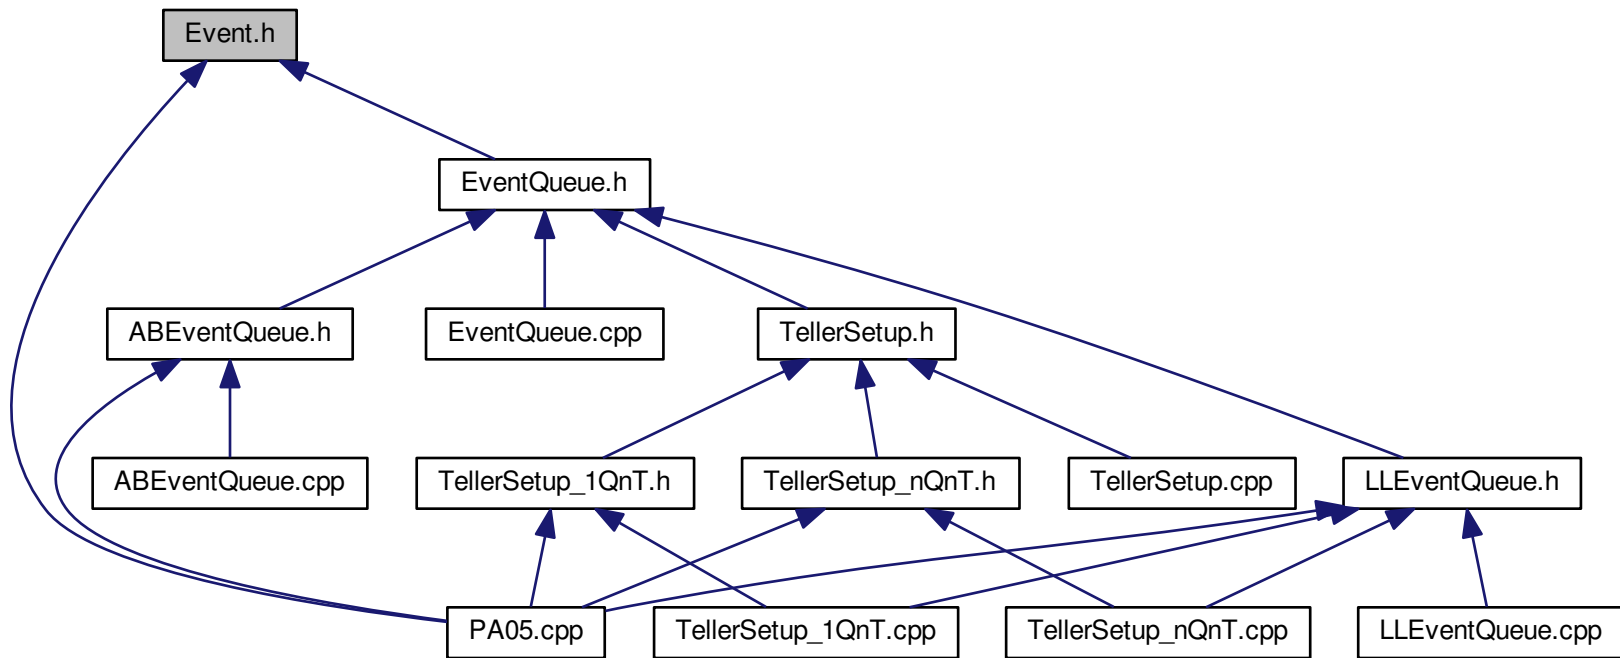 Event.h
EventQueue.h
ABEventQueue.h
EventQueue.cpp
TellerSetup.h
ABEventQueue.cpp
TellerSetup_1QnT.h
TellerSetup_nQnT.h
TellerSetup.cpp
LLEventQueue.h
PA05.cpp
TellerSetup_1QnT.cpp
TellerSetup_nQnT.cpp
LLEventQueue.cpp